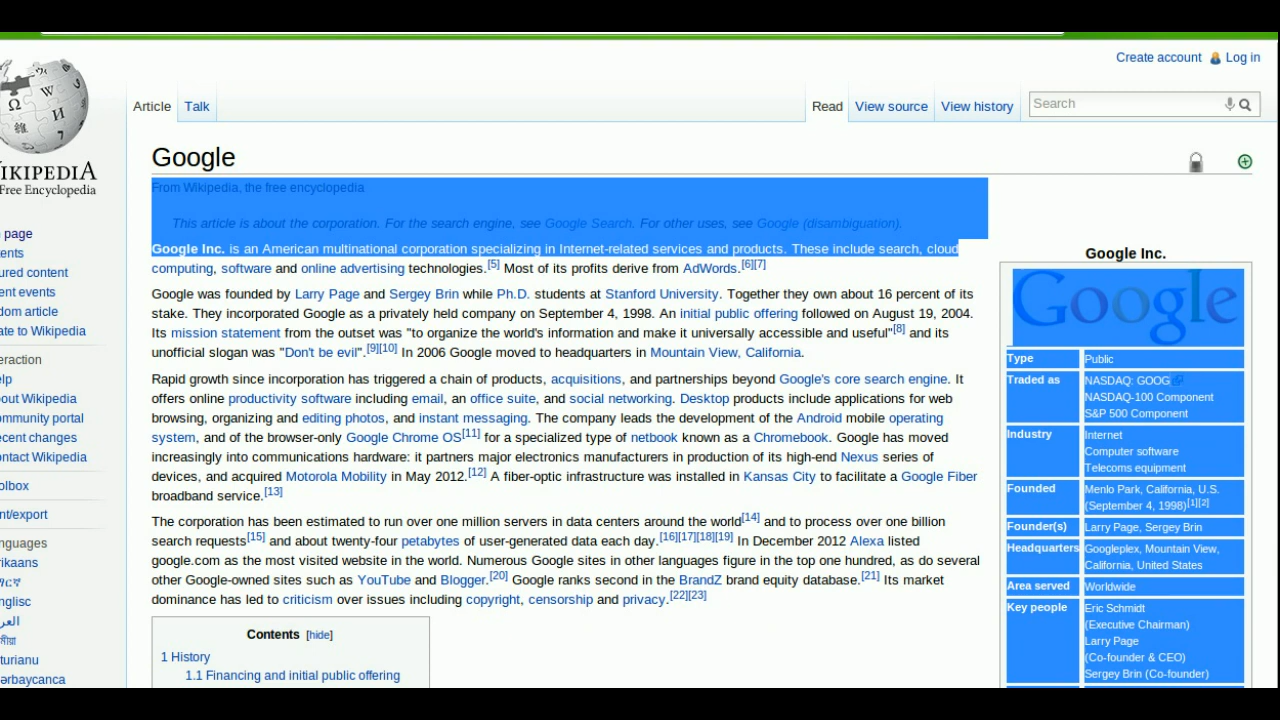 Create account Log in
Article Talk Read View source View history Search
IKIPEDIA
Free Encyclopedia
Google
From Wikipedia, the free encyclopedia
This article is about the corporation. For the search engine, see Google Search. For other uses, see Google (disambiguation).
Google Inc. is an American multinational corporation specializing in Internet-related services and products. These include search, cloud
computing, software and online advertising technologies.[5] Most of its profits derive from AdWords.[6][7]
Google was founded by Larry Page and Sergey Brin while Ph.D. students at Stanford University. Together they own about 16 percent of its
stake. They incorporated Google as a privately held company on September 4, 1998. An initial public offering followed on August 19, 2004.
Its mission statement from the outset was "to organize the world's information and make it universally accessible and useful"[8] and its
unofficial slogan was "Don't be evil".[9][10] In 2006 Google moved to headquarters in Mountain View, California.
Rapid growth since incorporation has triggered a chain of products, acquisitions, and partnerships beyond Google's core search engine. It
offers online productivity software including email, an office suite, and social networking. Desktop products include applications for web
browsing, organizing and editing photos, and instant messaging. The company leads the development of the Android mobile operating
system, and of the browser-only Google Chrome OS[11] for a specialized type of netbook known as a Chromebook. Google has moved
increasingly into communications hardware: it partners major electronics manufacturers in production of its high-end Nexus series of
devices, and acquired Motorola Mobility in May 2012.[12] A fiber-optic infrastructure was installed in Kansas City to facilitate a Google Fiber
broadband service.[13]
The corporation has been estimated to run over one million servers in data centers around the world[14] and to process over one billion
search requests[15] and about twenty-four petabytes of user-generated data each day.[16][17][18][19] In December 2012 Alexa listed
google.com as the most visited website in the world. Numerous Google sites in other languages figure in the top one hundred, as do several
other Google-owned sites such as YouTube and Blogger.[20] Google ranks second in the BrandZ brand equity database.[21] Its market
dominance has led to criticism over issues including copyright, censorship and privacy.[22][23]
Contents [hide]
1 History
1.1 Financing and initial public offering
Google Inc.
Google
Type Public
Traded as NASDAQ: GOOG
NASDAQ-100 Component
S&P 500 Component
Industry Internet
Computer software
Telecoms equipment
Founded Menlo Park, California, U.S.
(September 4, 1998)[1][2]
Founder(s) Larry Page, Sergey Brin
Headquarters Googleplex, Mountain View,
California, United States
Area served Worldwide
Key people Eric Schmidt
(Executive Chairman)
Larry Page
(Co-founder & CEO)
Sergey Brin (Co-founder)
page
ents
ured content
ent events
dom article
ate to Wikipedia
eraction
elp
bout Wikipedia
ommunity portal
ecent changes
ontact Wikipedia
olbox
nt/export
nguages
rikaans
glisc
turianu
ərbaycanca